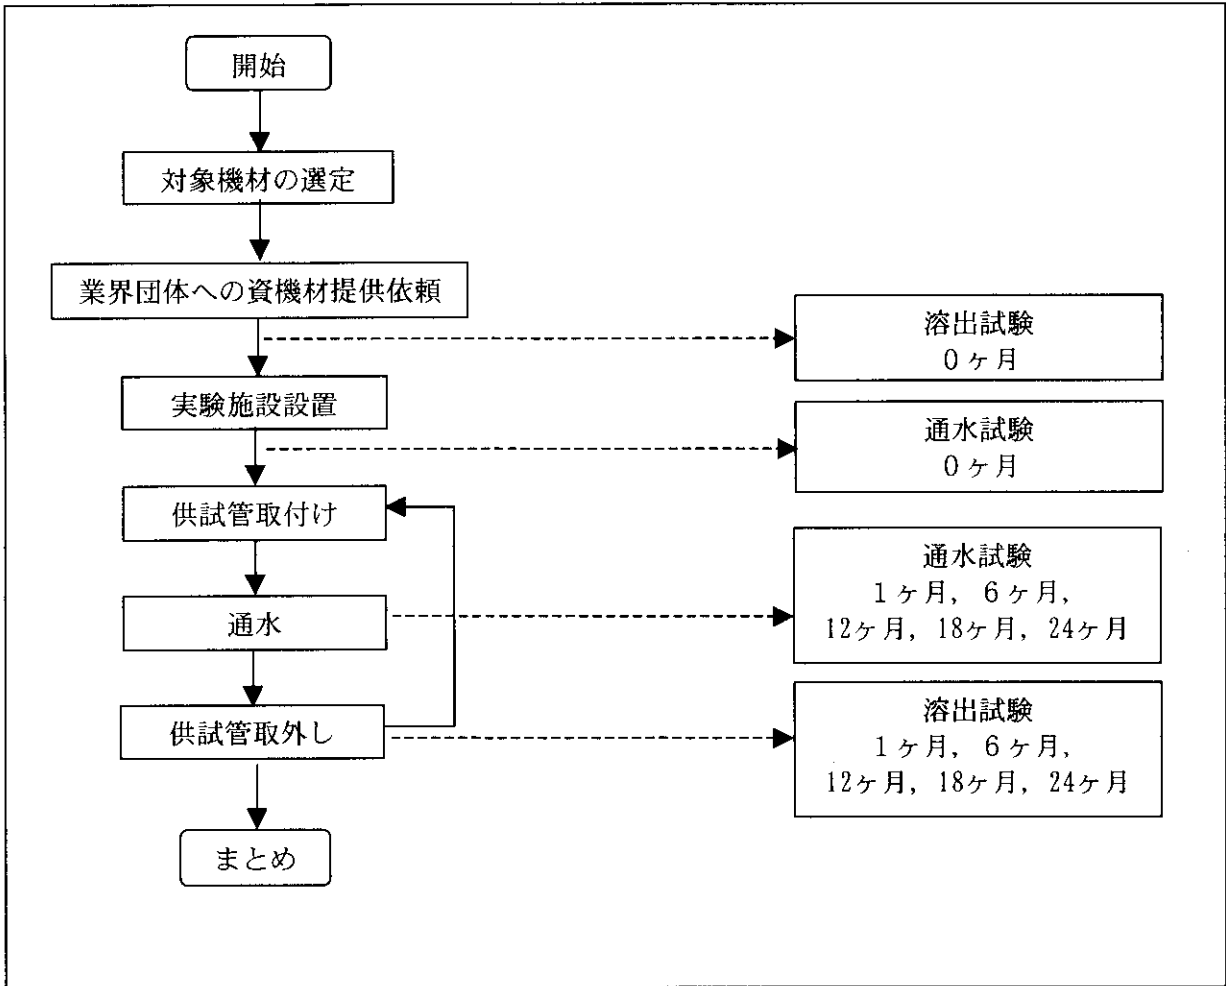 開始
対象機材の選定
業界団体への資機材提供依頼
溶出試験
０ヶ月
実験施設設置
通水試験
０ヶ月
供試管取付け
通水
通水試験
１ヶ月，６ヶ月，
12ヶ月，18ヶ月，24ヶ月
供試管取外し
溶出試験
１ヶ月，６ヶ月，
12ヶ月，18ヶ月，24ヶ月
まとめ